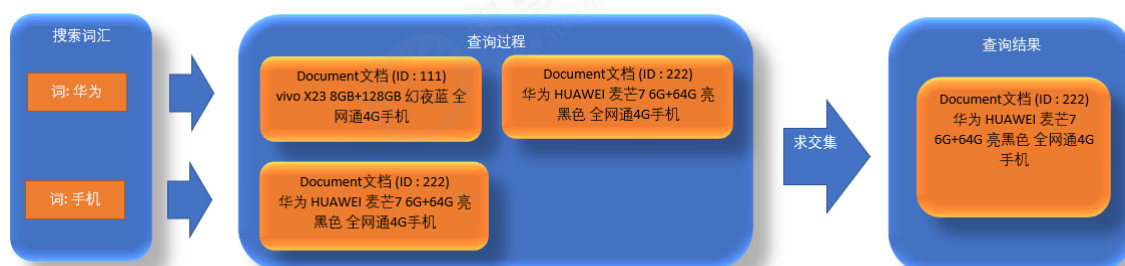 搜索词汇
词: 华为
词: 手机
查询过程
Document文档 (ID : 111)
vivo X23 8GB+128GB 幻夜蓝 全
网通4G手机
Document文档 (ID : 222)
华为 HUAWEI 麦芒7 6G+64G 亮
黑色 全网通4G手机
Document文档 (ID : 222)
华为 HUAWEI 麦芒7 6G+64G 亮
黑色 全网通4G手机
求交集
查询结果
Document文档 (ID : 222)
华为 HUAWEI 麦芒7
6G+64G 亮黑色 全网通4G
手机